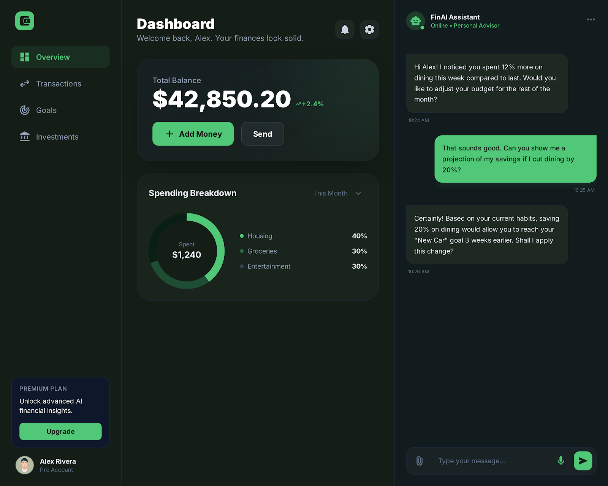 Overview
Transactions
Goals
Investments
PREMIUM PLAN
Unlock advanced AI
financial insights.
Upgrade
Alex Rivera
Pro Account
Dashboard
Welcome back, Alex. Your finances look solid.
Total Balance
$42,850.20
+2.4%
Add Money
Send
Spending Breakdown
This Month
Spent
$1,240
Housing 40%
Groceries 30%
Entertainment 30%
FinAI Assistant
Online • Personal Advisor
Hi Alex! I noticed you spent 12% more on
dining this week compared to last. Would you
like to adjust your budget for the rest of the
month?
10:24 AM
That sounds good. Can you show me a
projection of my savings if I cut dining by
20%?
10:25 AM
Certainly! Based on your current habits, saving
20% on dining would allow you to reach your
"New Car" goal 3 weeks earlier. Shall I apply
this change?
10:26 AM
Type your message...